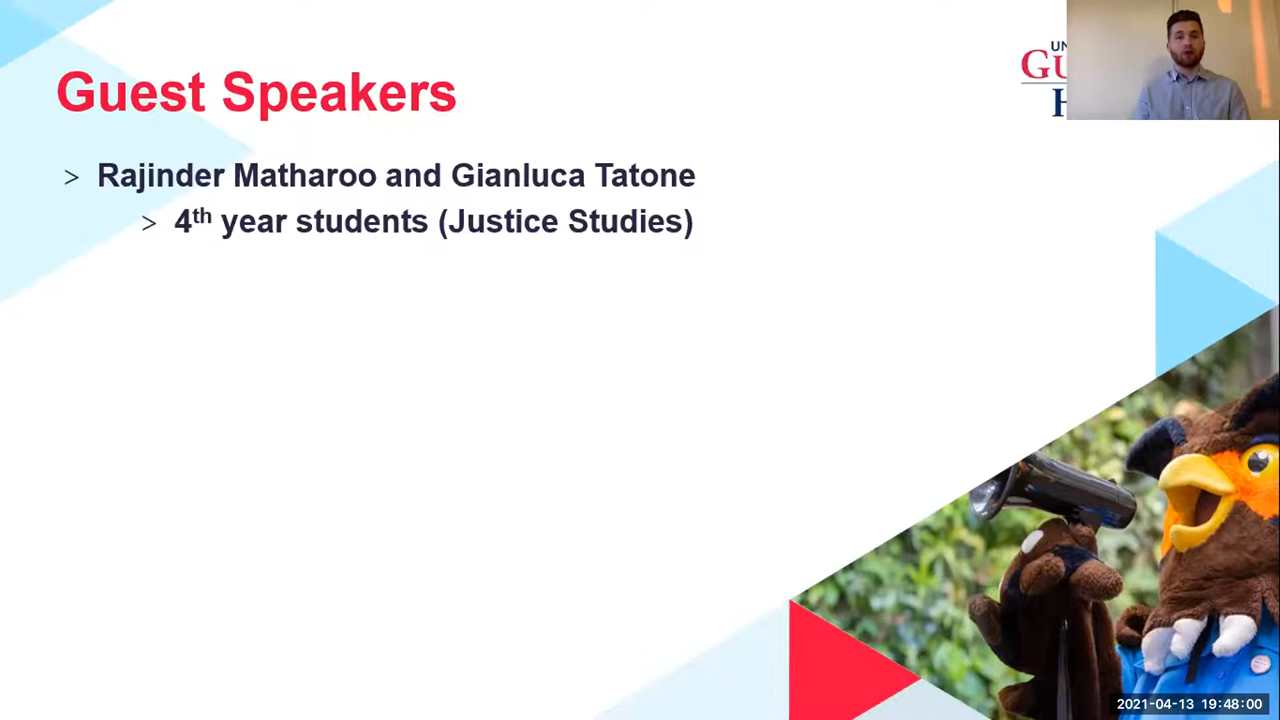 Guest Speakers
> Rajinder Matharoo and Gianluca Tatone
> 4th year students (Justice Studies)
2021-04-13 19:48:00